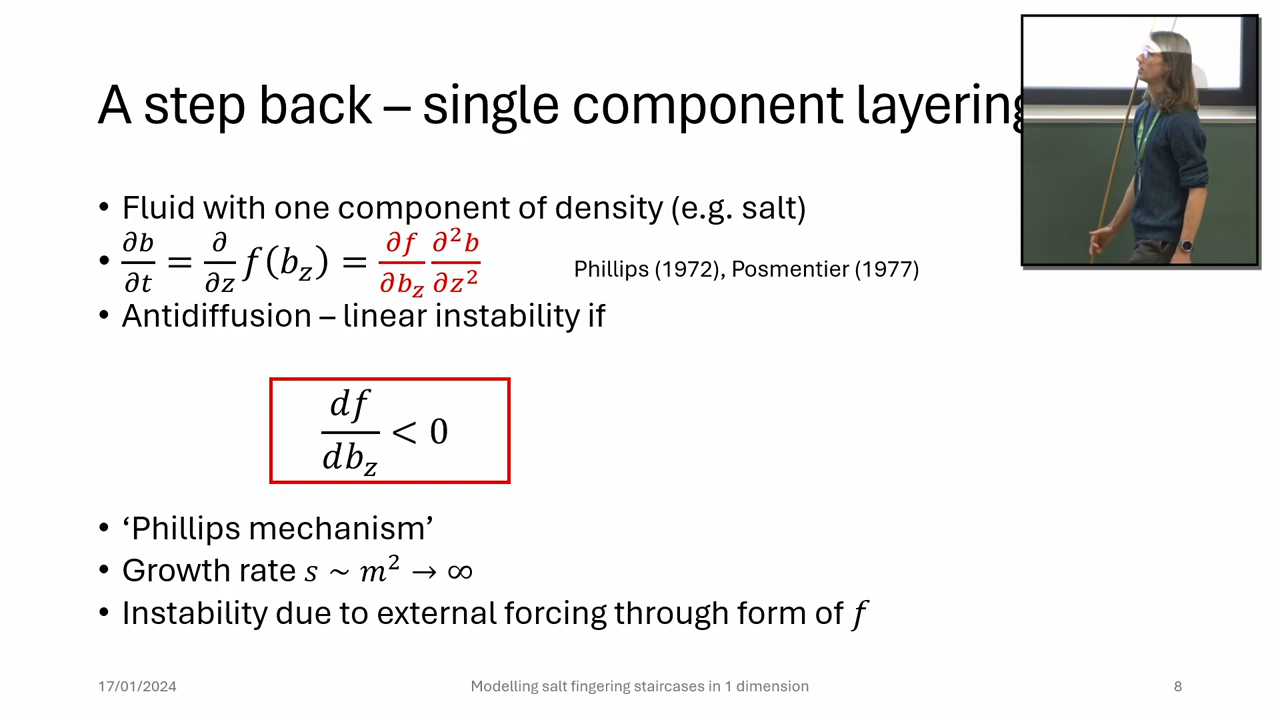 A step back – single component layering
• Fluid with one component of density (e.g. salt)
• ∂b/∂t = ∂/∂z f(b_z) = ∂f/∂b_z ∂²b/∂z²
Phillips (1972), Posmentier (1977)
• Antidiffusion – linear instability if
df/db_z < 0
• ‘Phillips mechanism’
• Growth rate s ~ m² → ∞
• Instability due to external forcing through form of f
17/01/2024
Modelling salt fingering staircases in 1 dimension
8